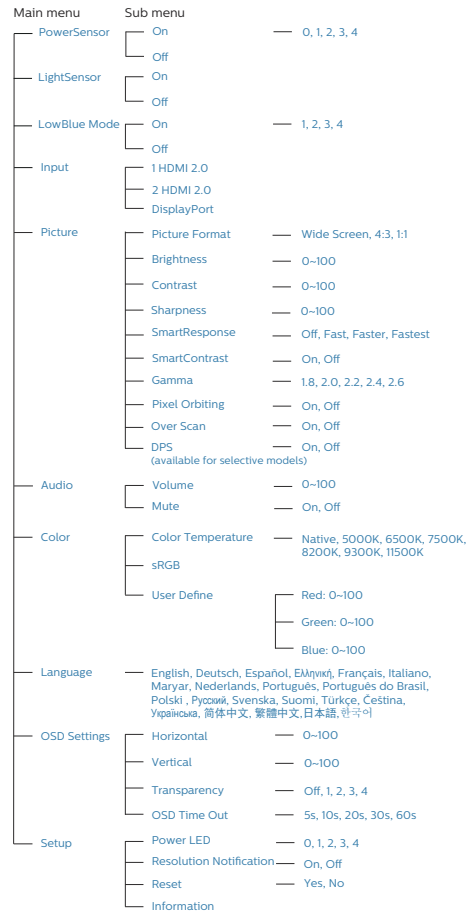 Main menu Sub menu
PowerSensor On 0, 1, 2, 3, 4
Off
LightSensor On
Off
LowBlue Mode On 1, 2, 3, 4
Off
Input 1 HDMI 2.0
2 HDMI 2.0
DisplayPort
Picture Picture Format Wide Screen, 4:3, 1:1
Brightness 0~100
Contrast 0~100
Sharpness 0~100
SmartResponse Off, Fast, Faster, Fastest
SmartContrast On, Off
Gamma 1.8, 2.0, 2.2, 2.4, 2.6
Pixel Orbiting On, Off
Over Scan On, Off
DPS On, Off
(available for selective models)
Audio Volume 0~100
Mute On, Off
Color Color Temperature Native, 5000K, 6500K, 7500K,
8200K, 9300K, 11500K
sRGB
User Define Red: 0~100
Green: 0~100
Blue: 0~100
Language English, Deutsch, Español, Ελληνική, Français, Italiano,
Maryar, Nederlands, Português, Português do Brasil,
Polski , Русский, Svenska, Suomi, Türkçe, Čeština,
Українська, 简体中文, 繁體中文,日本語,한국어
OSD Settings Horizontal 0~100
Vertical 0~100
Transparency Off, 1, 2, 3, 4
OSD Time Out 5s, 10s, 20s, 30s, 60s
Setup Power LED 0, 1, 2, 3, 4
Resolution Notification On, Off
Reset Yes, No
Information